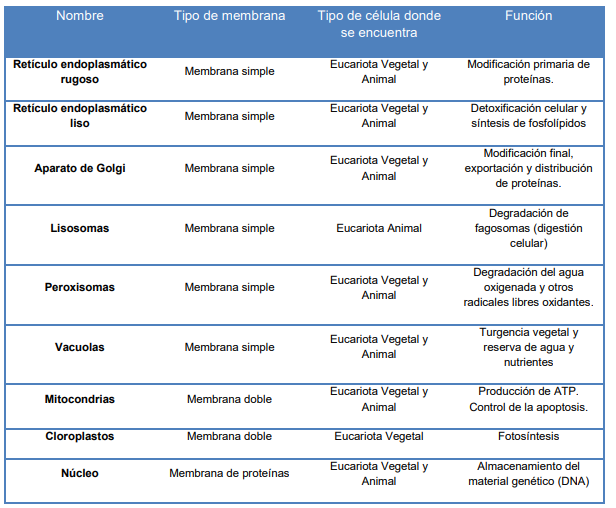 Nombre Tipo de membrana Tipo de célula donde se encuentra Función
Retículo endoplasmático rugoso Membrana simple Eucariota Vegetal y Animal Modificación primaria de proteínas.
Retículo endoplasmático liso Membrana simple Eucariota Vegetal y Animal Detoxificación celular y síntesis de fosfolípidos
Aparato de Golgi Membrana simple Eucariota Vegetal y Animal Modificación final, exportación y distribución de proteínas.
Lisosomas Membrana simple Eucariota Animal Degradación de fagosomas (digestión celular)
Peroxisomas Membrana simple Eucariota Vegetal y Animal Degradación del agua oxigenada y otros radicales libres oxidantes.
Vacuolas Membrana simple Eucariota Vegetal y Animal Turgencia vegetal y reserva de agua y nutrientes
Mitocondrias Membrana doble Eucariota Vegetal y Animal Producción de ATP. Control de la apoptosis.
Cloroplastos Membrana doble Eucariota Vegetal Fotosíntesis
Núcleo Membrana de proteínas Eucariota Vegetal y Animal Almacenamiento del material genético (DNA)